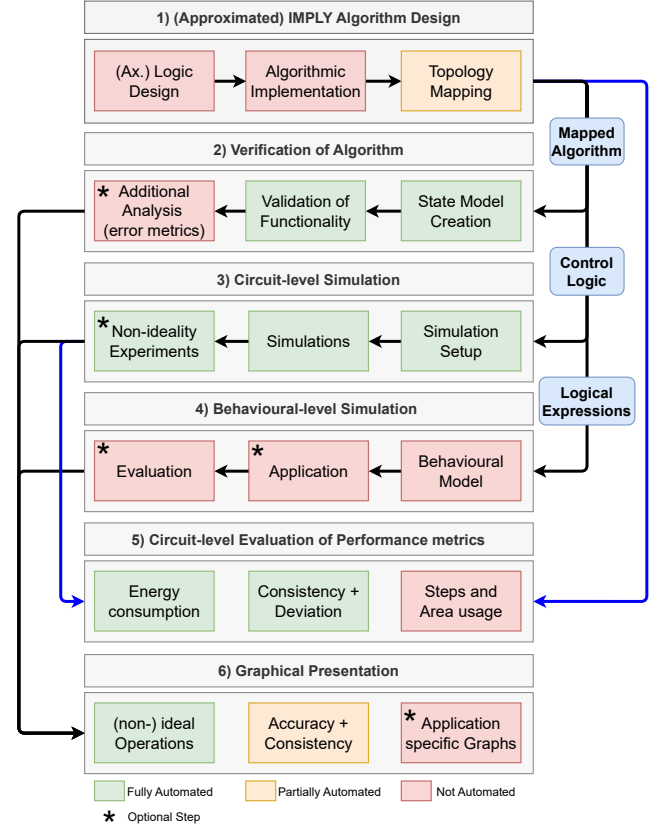 1) (Approximated) IMPLY Algorithm Design
(Ax.) Logic
Design
Algorithmic
Implementation
Topology
Mapping
Mapped
Algorithm
2) Verification of Algorithm
* Additional
Analysis
(error metrics)
Validation of
Functionality
State Model
Creation
Control
Logic
3) Circuit-level Simulation
* Non-ideality
Experiments
Simulations
Simulation
Setup
Logical
Expressions
4) Behavioural-level Simulation
*
Evaluation
*
Application
Behavioural
Model
5) Circuit-level Evaluation of Performance metrics
Energy
consumption
Consistency +
Deviation
Steps and
Area usage
6) Graphical Presentation
(non-) ideal
Operations
Accuracy +
Consistency
* Application
specific Graphs
Fully Automated
Partially Automated
Not Automated
* Optional Step